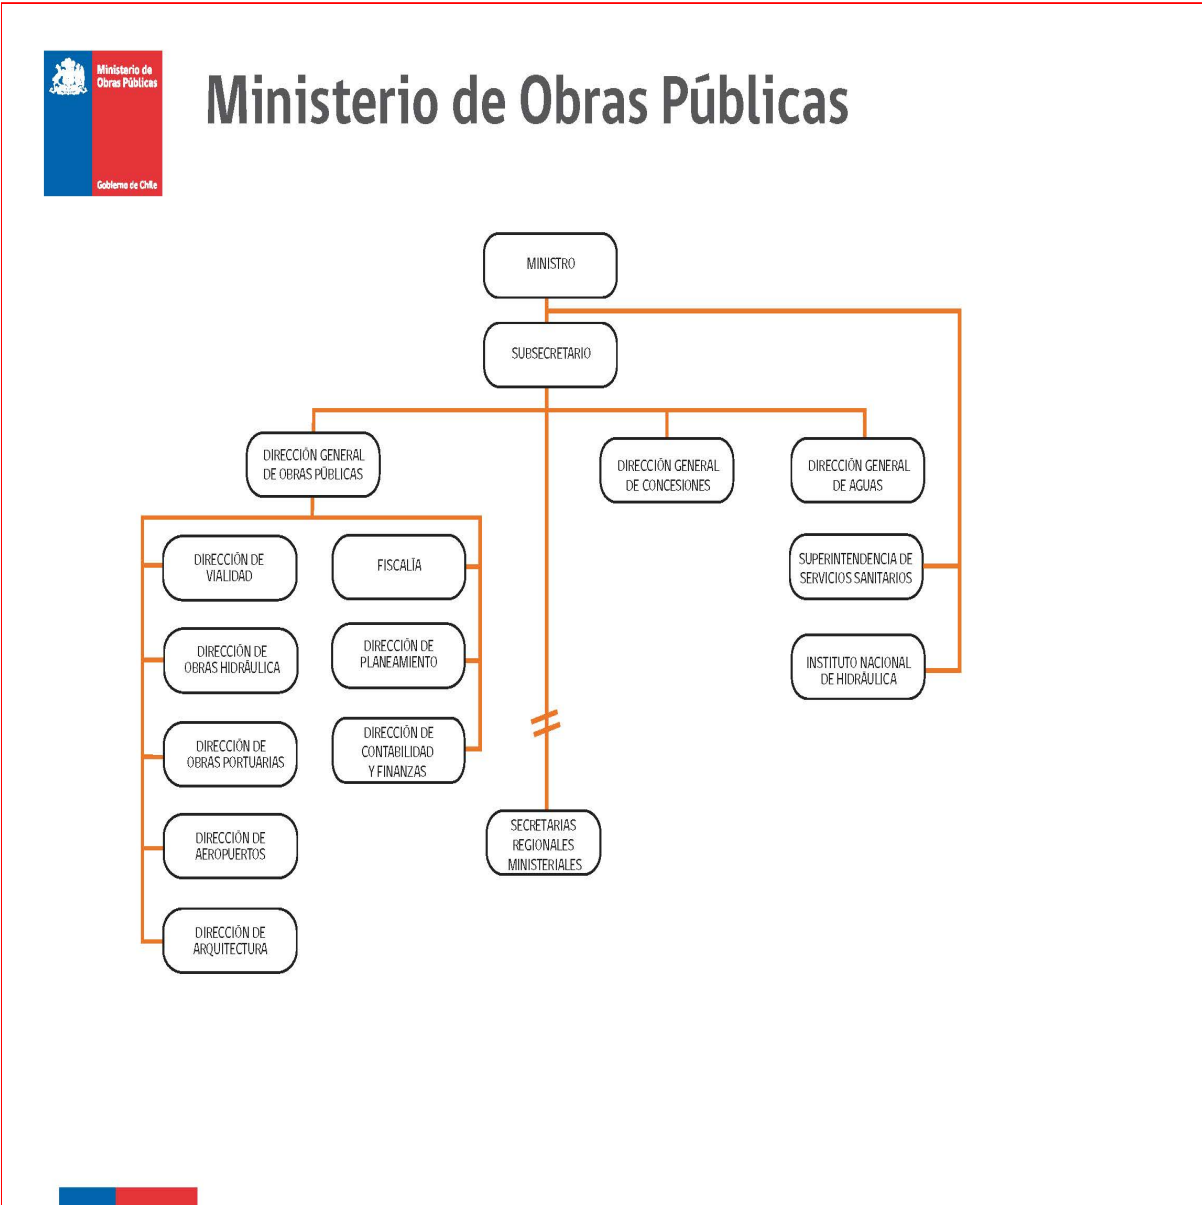 Ministerio de
Obras Públicas
Gobierno de Chile
Ministerio de Obras Públicas
MINISTRO
SUBSECRETARIO
DIRECCIÓN GENERAL
DE OBRAS PÚBLICAS
DIRECCIÓN GENERAL
DE CONCESIONES
DIRECCIÓN GENERAL
DE AGUAS
DIRECCIÓN DE
VIALIDAD
FISCALÏA
SUPERINTENDENCIA DE
SERVICIOS SANITARIOS
DIRECCIÓN DE
OBRAS HIDRÁULICA
DIRECCIÓN DE
PLANEAMIENTO
INSTITUTO NACIONAL
DE HIDRÁULICA
DIRECCIÓN DE
OBRAS PORTUARIAS
DIRECCIÓN DE
CONTABILIDAD
Y FINANZAS
DIRECCIÓN DE
AEROPUERTOS
SECRETARIAS
REGIONALES
MINISTERIALES
DIRECCIÓN DE
ARQUITECTURA